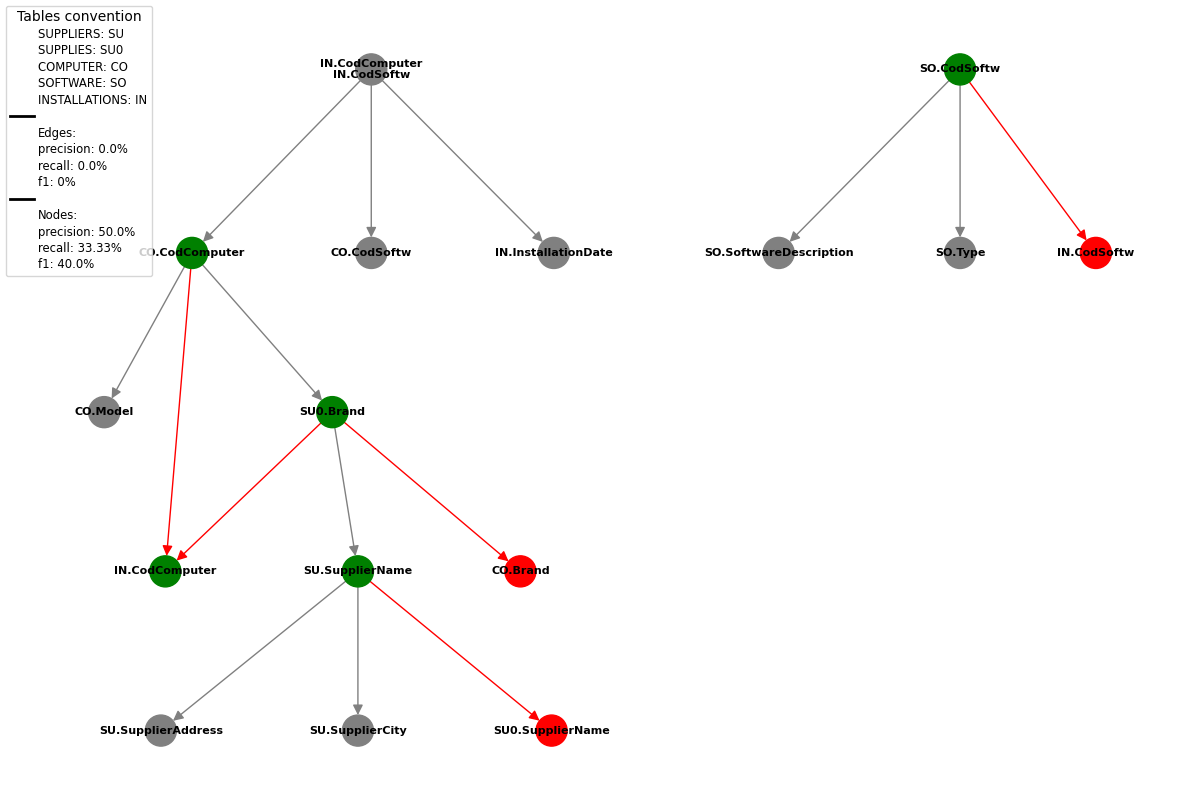 Tables convention
SUPPLIERS: SU
SUPPLIES: SU0
COMPUTER: CO
SOFTWARE: SO
INSTALLATIONS: IN
Edges:
precision: 0.0%
recall: 0.0%
f1: 0%
Nodes:
precision: 50.0%
recall: 33.33%
f1: 40.0%
IN.CodComputer
IN.CodSoftw
SO.CodSoftw
CO.CodComputer
CO.CodSoftw
IN.InstallationDate
SO.SoftwareDescription
SO.Type
IN.CodSoftw
CO.Model
SU0.Brand
IN.CodComputer
SU.SupplierName
CO.Brand
SU.SupplierAddress
SU.SupplierCity
SU0.SupplierName